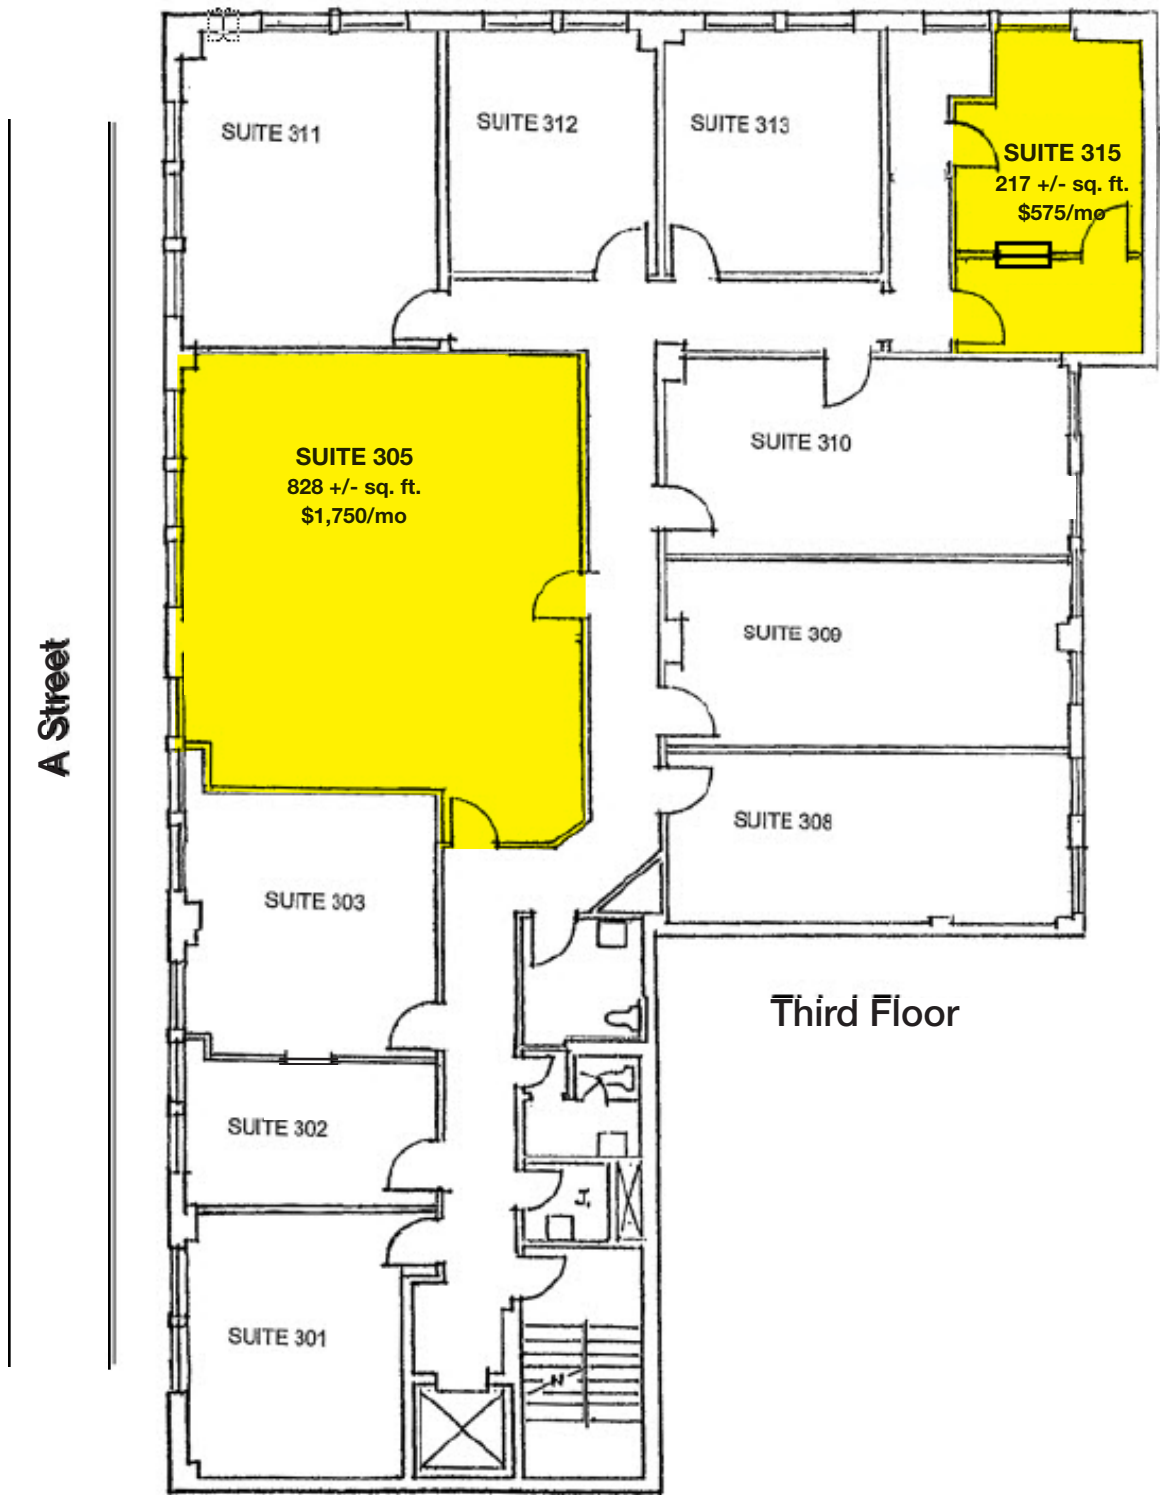 SUITE 311
SUITE 312
SUITE 313
SUITE 315
217 +/- sq. ft.
$575/mo
SUITE 305
828 +/- sq. ft.
$1,750/mo
SUITE 310
SUITE 309
SUITE 308
A Street
SUITE 303
Third Floor
SUITE 302
J.
SUITE 301
N